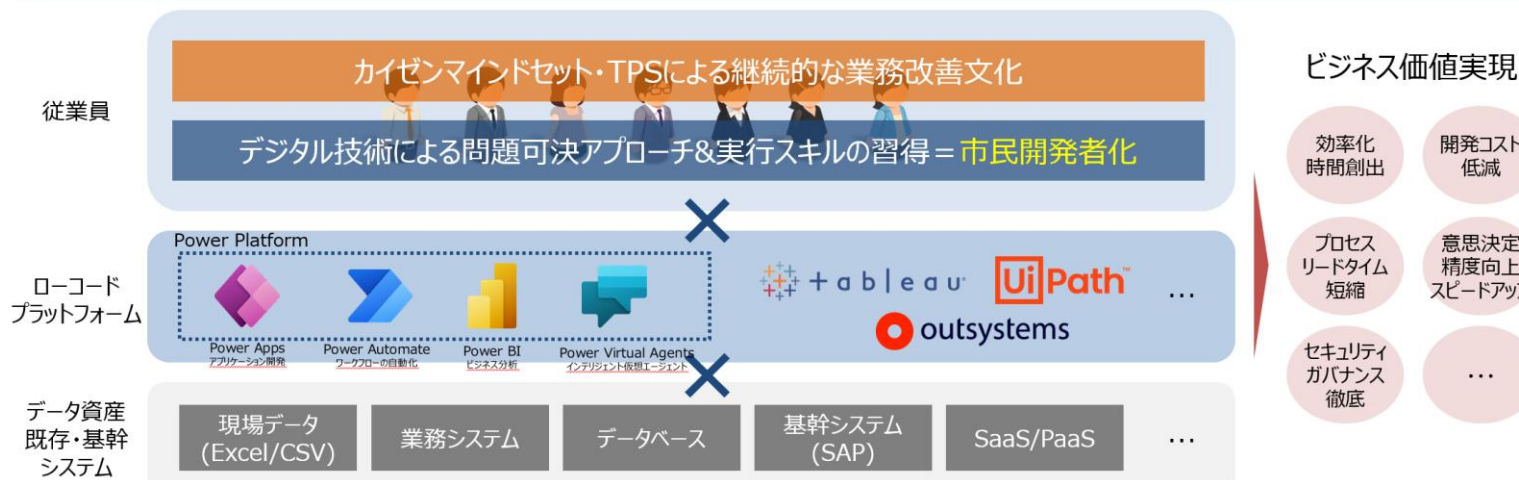 カイゼンマインドセット・TPSによる継続的な業務改善文化
従業員
デジタル技術による問題可決アプローチ&実行スキルの習得＝市民開発者化
Power Platform
ローコード
プラットフォーム
Power Apps
アプリケーション開発
Power Automate
ワークフローの自動化
Power BI
ビジネス分析
Power Virtual Agents
インテリジェント仮想エージェント
+ableau
UiPath™
outsystems
…
データ資産
既存・基幹
システム
現場データ
(Excel/CSV)
業務システム
データベース
基幹システム
(SAP)
SaaS/PaaS
…
ビジネス価値実現
効率化
時間創出
開発コスト
低減
プロセス
リードタイム
短縮
意思決定
精度向上
スピードアップ
セキュリティ
ガバナンス
徹底
…